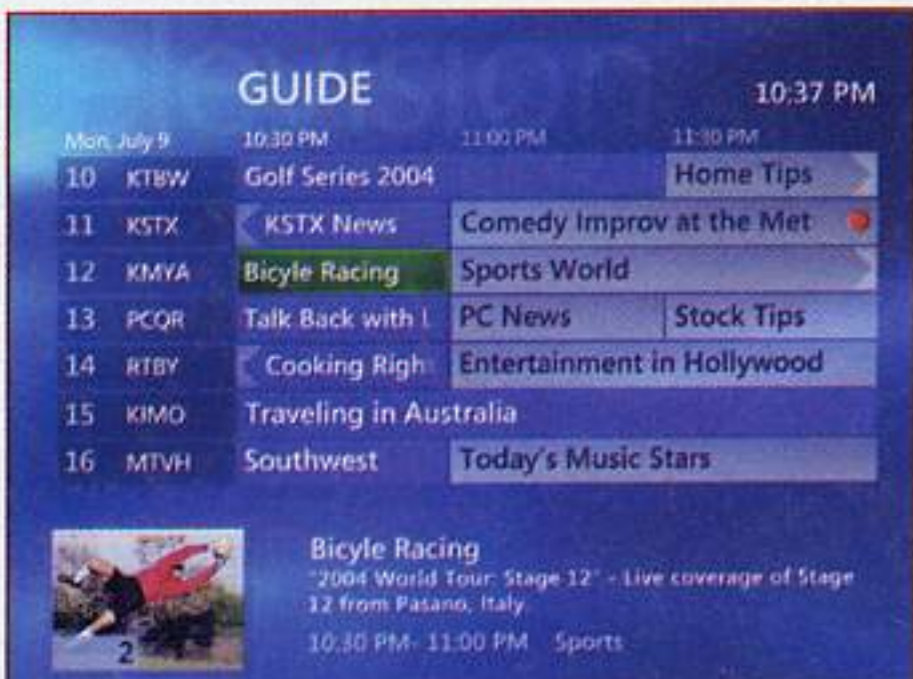 GUIDE
10:37 PM
Mon, July 9 10:30 PM 11:00 PM 11:30 PM
10 KTBW Golf Series 2004 Home Tips
11 KSTX KSTX News Comedy Improv at the Met
12 KMYA Bicyle Racing Sports World
13 PCQR Talk Back with PC News Stock Tips
14 RTBY Cooking Righ Entertainment in Hollywood
15 KIMO Traveling in Australia
16 MTVH Southwest Today's Music Stars
Bicyle Racing
"2004 World Tour: Stage 12" - Live coverage of Stage
12 from Pasano, Italy
10:30 PM- 11:00 PM Sports
2